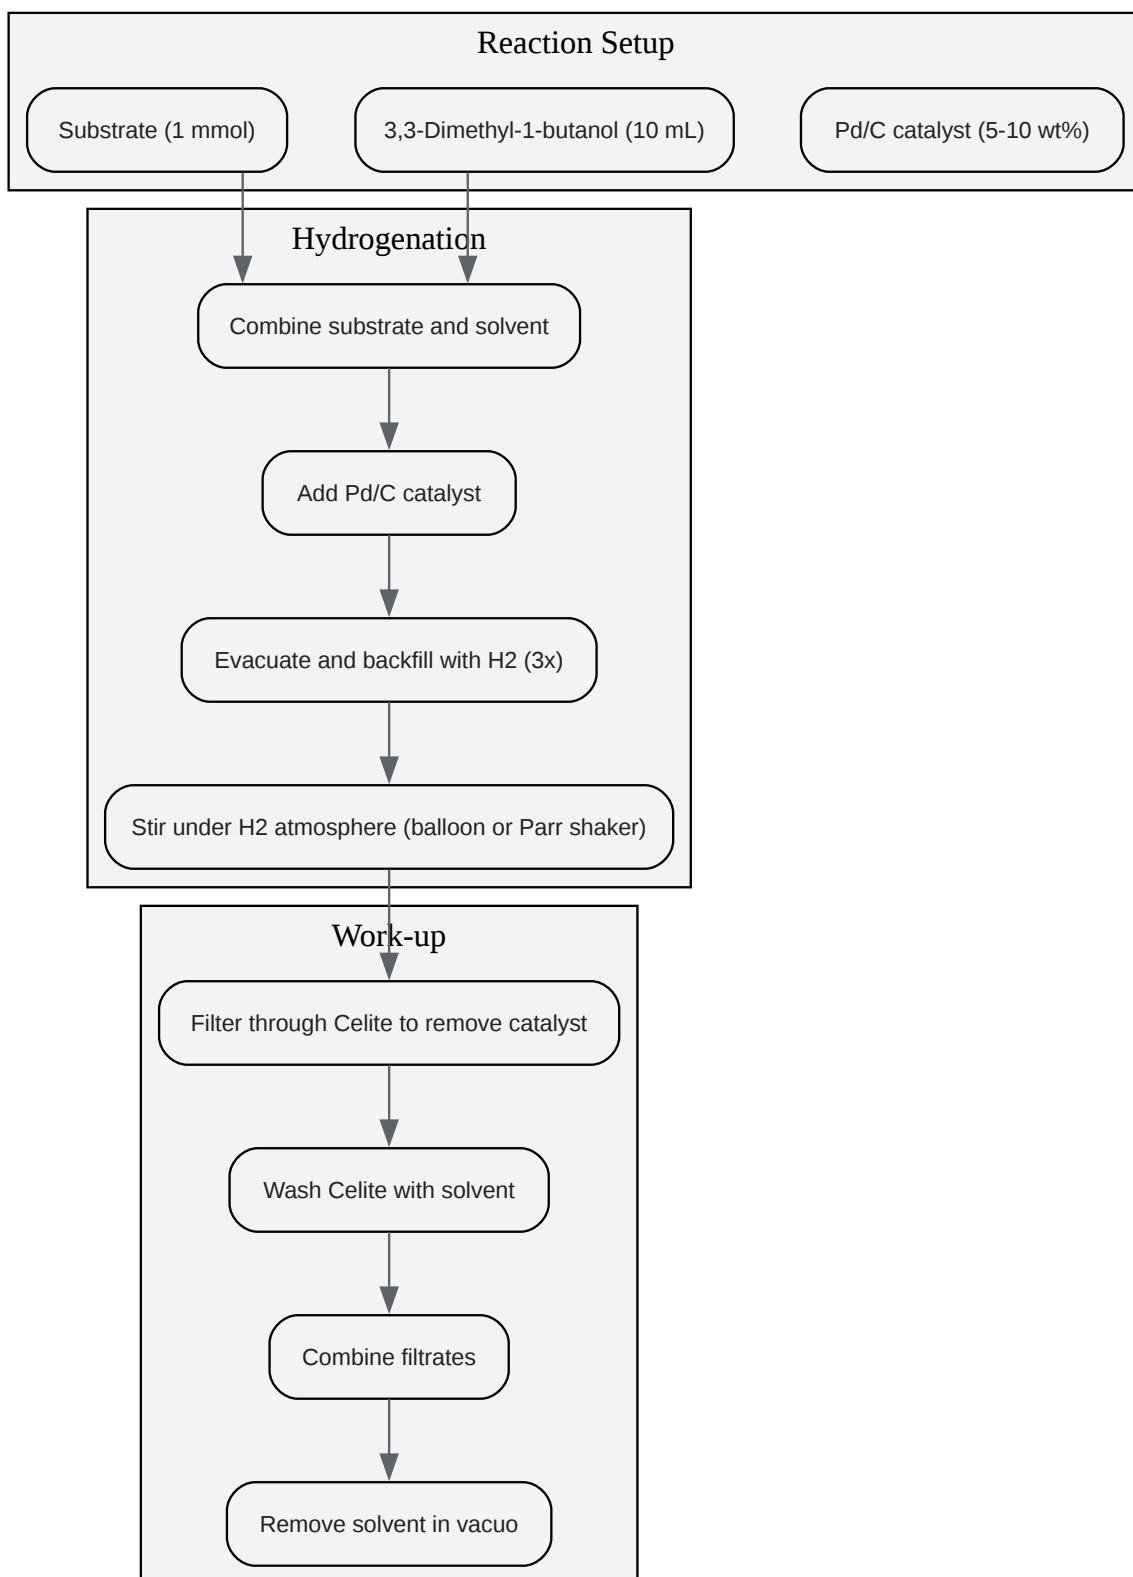 Reaction Setup
Substrate (1 mmol)
3,3-Dimethyl-1-butanol (10 mL)
Pd/C catalyst (5-10 wt%)
Hydrogenation
Combine substrate and solvent
Add Pd/C catalyst
Evacuate and backfill with H2 (3x)
Stir under H2 atmosphere (balloon or Parr shaker)
Work-up
Filter through Celite to remove catalyst
Wash Celite with solvent
Combine filtrates
Remove solvent in vacuo